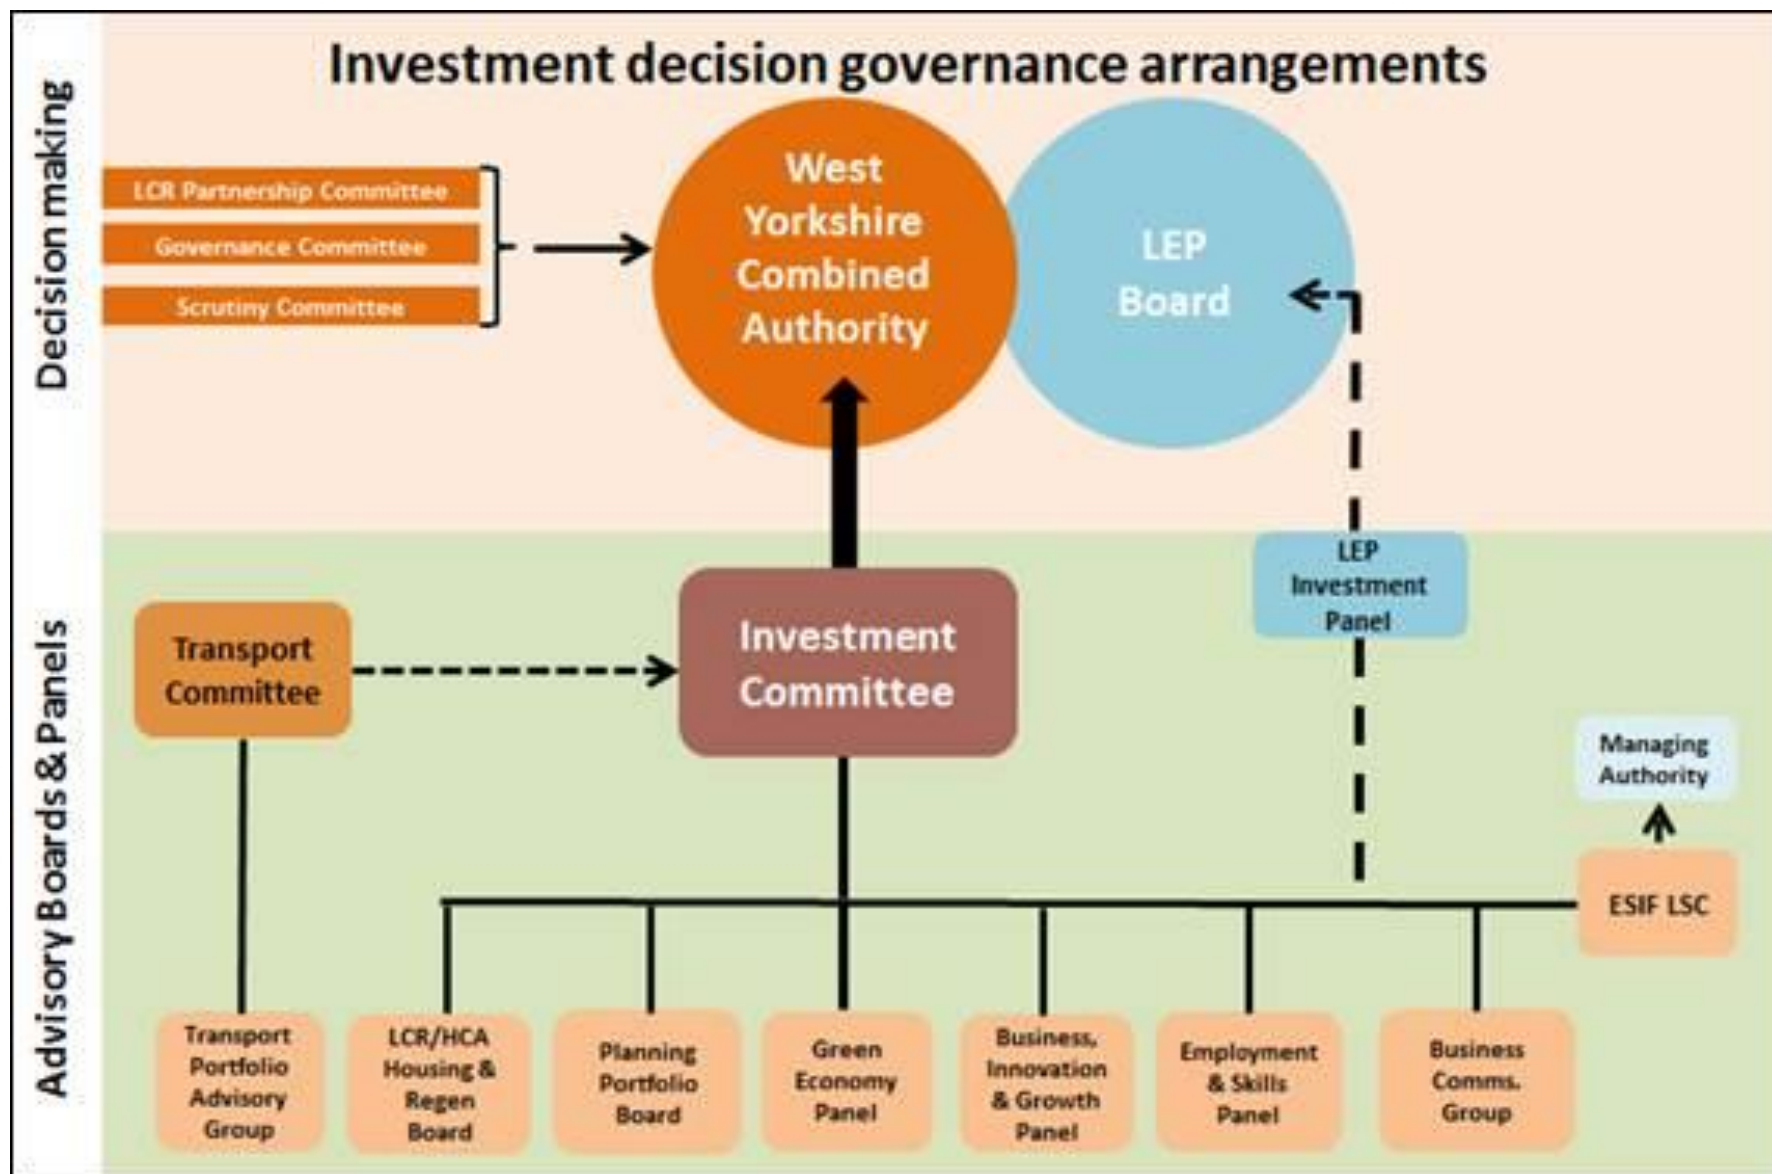 Investment decision governance arrangements
Decision making
LCR Partnership Committee
Governance Committee
Scrutiny Committee
West
Yorkshire
Combined
Authority
LEP
Board
Advisory Boards & Panels
LEP
Investment
Panel
Transport
Committee
Investment
Committee
Managing
Authority
ESIF LSC
Transport
Portfolio
Advisory
Group
LCR/HCA
Housing &
Regen
Board
Planning
Portfolio
Board
Green
Economy
Panel
Business,
Innovation
& Growth
Panel
Employment
& Skills
Panel
Business
Comms.
Group